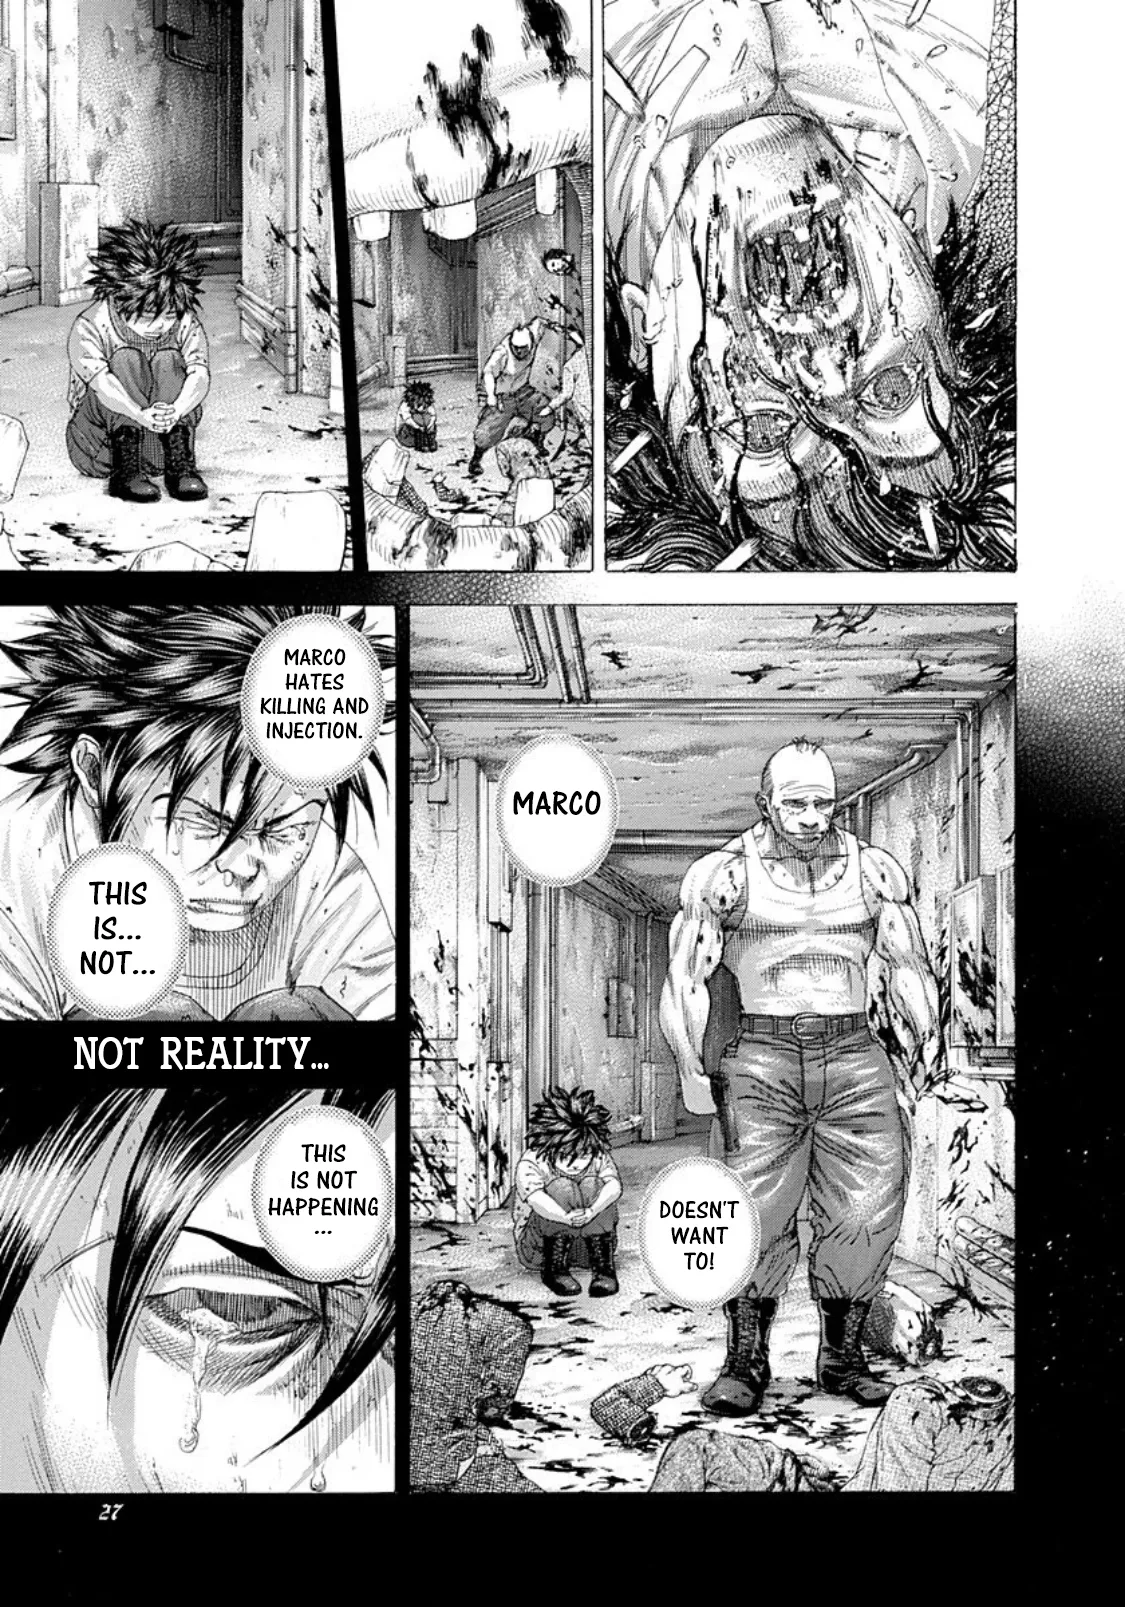 MARCO
DOESN'T
WANT
TO!
MARCO
HATES
KILLING AND
INJECTION.
THIS
IS...
NOT...
NOT REALITY...
THIS
IS NOT
HAPPENING
...
27